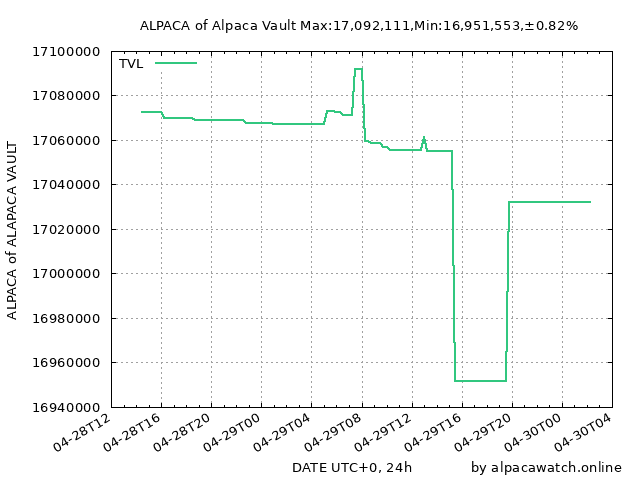 ALPACA of Alpaca Vault Max:17,092,111,Min:16,951,553,±0.82%
TVL
17100000
17080000
17060000
17040000
17020000
17000000
16980000
16960000
16940000
ALPACA of ALAPACA VAULT
04-28T12
04-28T16
04-28T20
04-29T00
04-29T04
04-29T08
04-29T12
04-29T16
04-29T20
04-30T00
04-30T04
DATE UTC+0, 24h
by alpacawatch.online